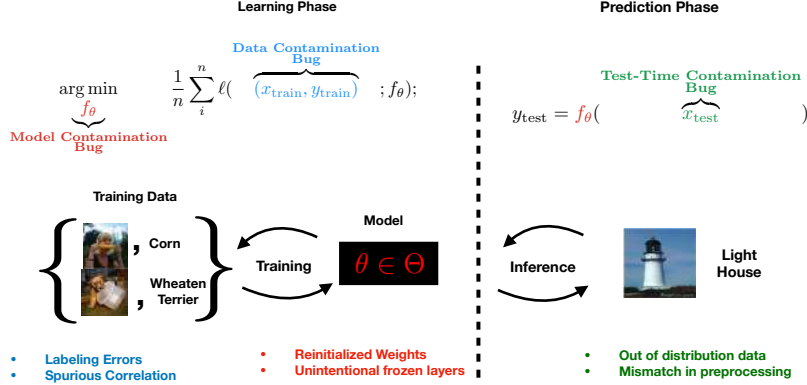 Learning Phase
Prediction Phase
Data Contamination
Bug
arg min
f_θ
1/n ∑_i^n ℓ( (x_train, y_train) ; f_θ);
Model Contamination
Bug
Test-Time Contamination
Bug
y_test = f_θ( x_test )
Training Data
{ , Corn
, Wheaten
Terrier }
Training
Model
θ ∈ Θ
Inference
Light
House
• Labeling Errors
• Spurious Correlation
• Reinitialized Weights
• Unintentional frozen layers
• Out of distribution data
• Mismatch in preprocessing